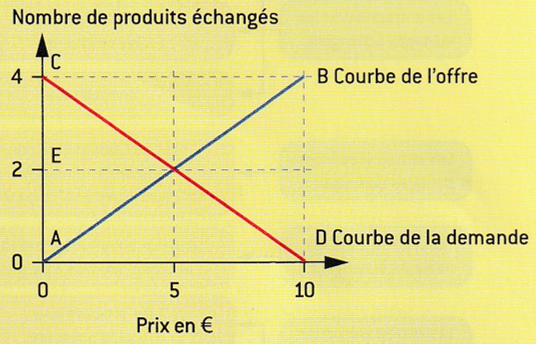 Nombre de produits échangés
C
4
B Courbe de l'offre
E
2
A
D Courbe de la demande
0
0 5 10
Prix en €